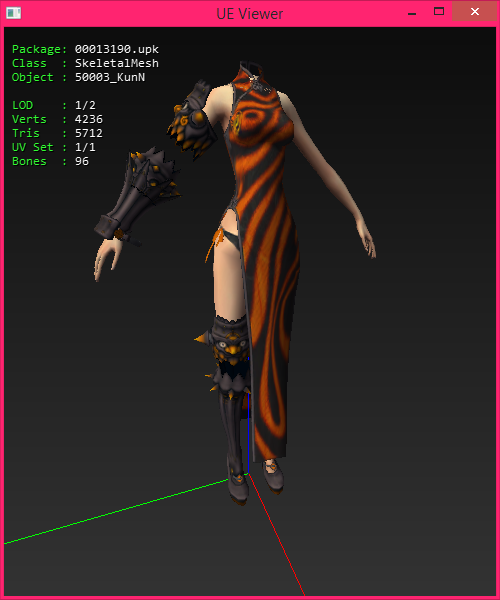 UE Viewer
Package: 00013190.upk
Class : SkeletalMesh
Object : 50003_KunN
LOD : 1/2
Verts : 4236
Tris : 5712
UV Set : 1/1
Bones : 96